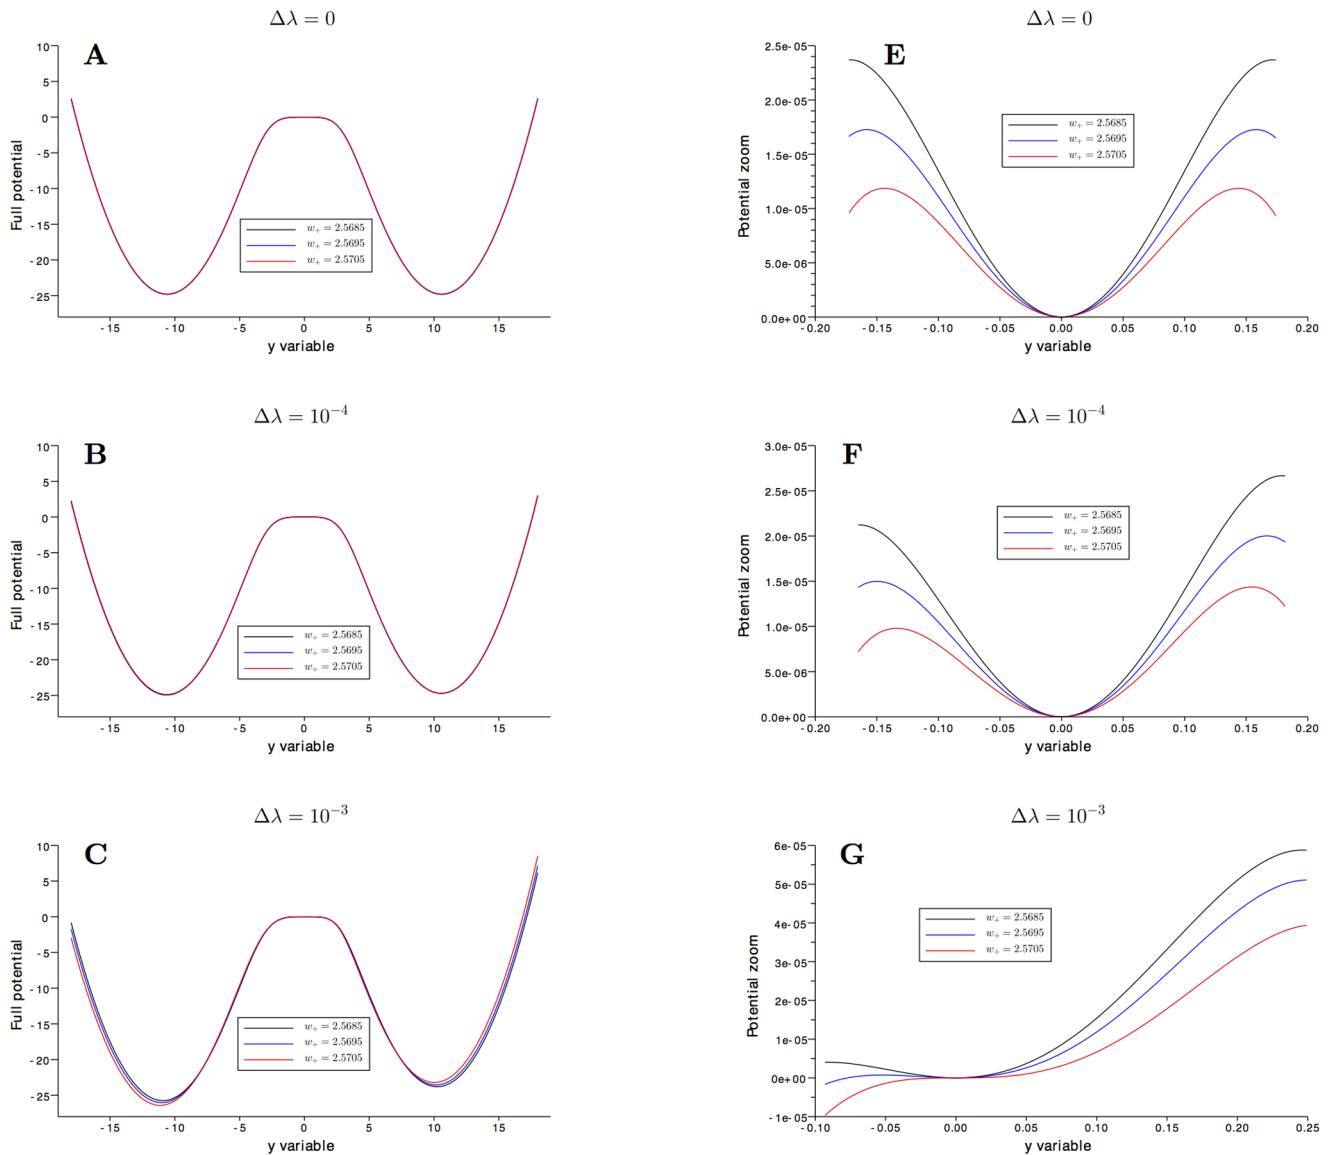 Δλ = 0
A
Full potential
10
5
0
-5
-10
-15
-20
-25
w₊ = 2.5685
w₊ = 2.5695
w₊ = 2.5705
-15 -10 -5 0 5 10 15
y variable
Δλ = 0
E
Potential zoom
2.5e-05
2.0e-05
1.5e-05
1.0e-05
5.0e-06
0.0e+00
w₊ = 2.5685
w₊ = 2.5695
w₊ = 2.5705
-0.20 -0.15 -0.10 -0.05 0.00 0.05 0.10 0.15 0.20
y variable
Δλ = 10⁻⁴
B
Full potential
10
5
0
-5
-10
-15
-20
-25
w₊ = 2.5685
w₊ = 2.5695
w₊ = 2.5705
-15 -10 -5 0 5 10 15
y variable
Δλ = 10⁻⁴
F
Potential zoom
3.0e-05
2.5e-05
2.0e-05
1.5e-05
1.0e-05
5.0e-06
0.0e+00
w₊ = 2.5685
w₊ = 2.5695
w₊ = 2.5705
-0.20 -0.15 -0.10 -0.05 0.00 0.05 0.10 0.15 0.20
y variable
Δλ = 10⁻³
C
Full potential
10
5
0
-5
-10
-15
-20
-25
w₊ = 2.5685
w₊ = 2.5695
w₊ = 2.5705
-15 -10 -5 0 5 10 15
y variable
Δλ = 10⁻³
G
Potential zoom
6e-05
5e-05
4e-05
3e-05
2e-05
1e-05
0e+00
-1e-05
w₊ = 2.5685
w₊ = 2.5695
w₊ = 2.5705
-0.10 -0.05 0.00 0.05 0.10 0.15 0.20 0.25
y variable